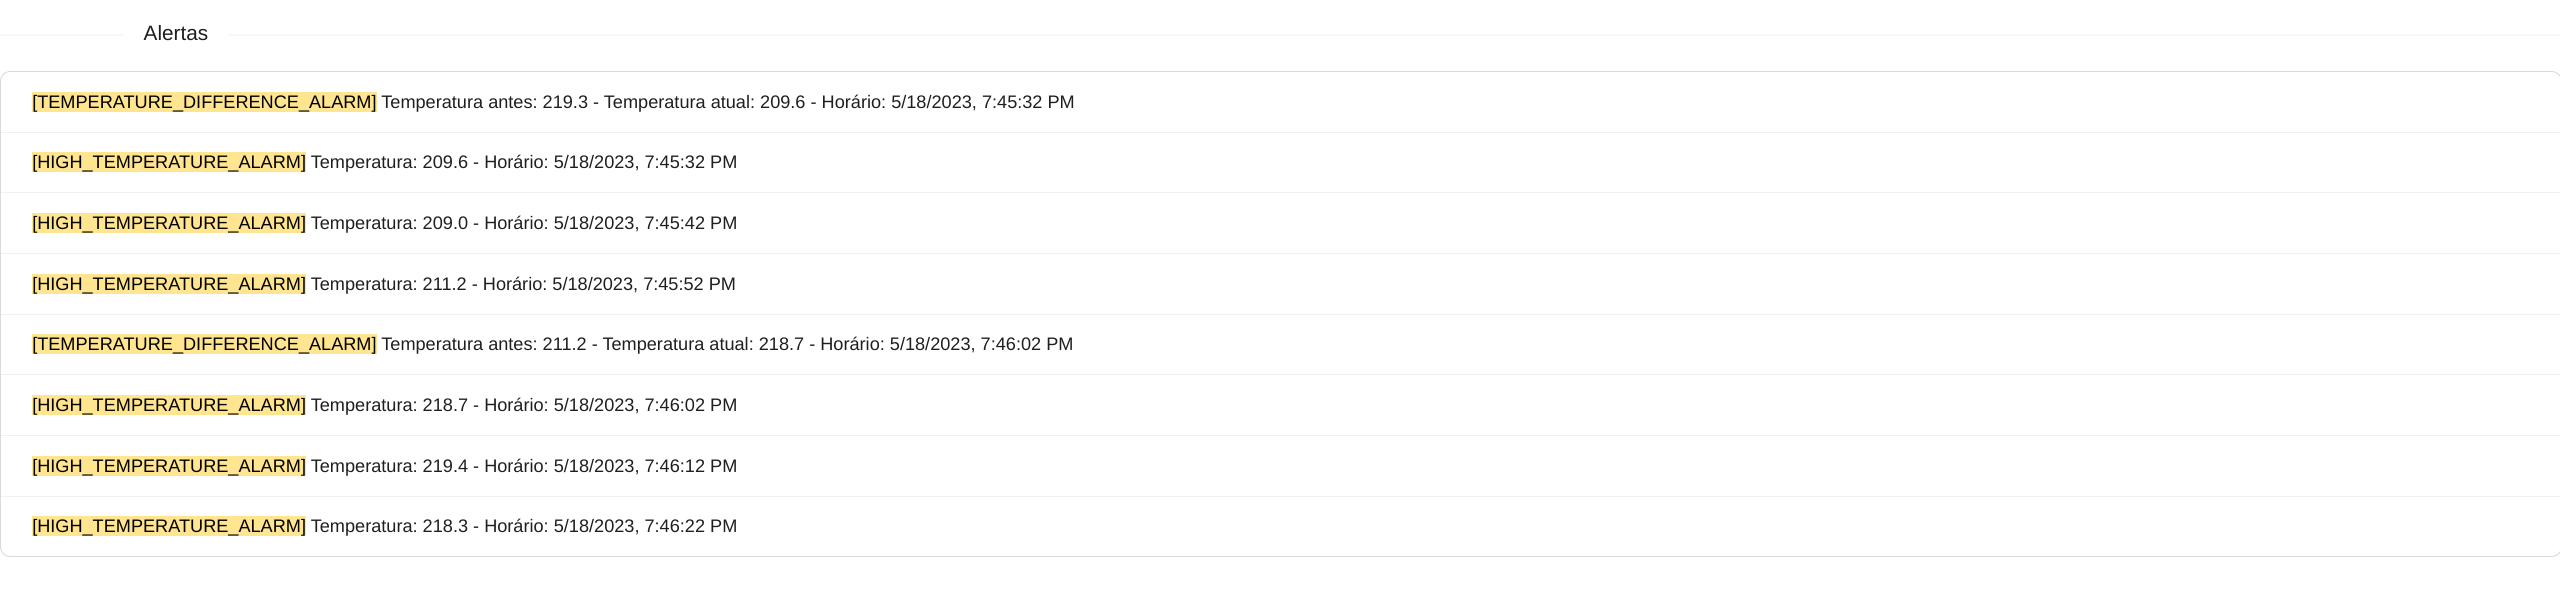 Alertas
[TEMPERATURE_DIFFERENCE_ALARM] Temperatura antes: 219.3 - Temperatura atual: 209.6 - Horário: 5/18/2023, 7:45:32 PM
[HIGH_TEMPERATURE_ALARM] Temperatura: 209.6 - Horário: 5/18/2023, 7:45:32 PM
[HIGH_TEMPERATURE_ALARM] Temperatura: 209.0 - Horário: 5/18/2023, 7:45:42 PM
[HIGH_TEMPERATURE_ALARM] Temperatura: 211.2 - Horário: 5/18/2023, 7:45:52 PM
[TEMPERATURE_DIFFERENCE_ALARM] Temperatura antes: 211.2 - Temperatura atual: 218.7 - Horário: 5/18/2023, 7:46:02 PM
[HIGH_TEMPERATURE_ALARM] Temperatura: 218.7 - Horário: 5/18/2023, 7:46:02 PM
[HIGH_TEMPERATURE_ALARM] Temperatura: 219.4 - Horário: 5/18/2023, 7:46:12 PM
[HIGH_TEMPERATURE_ALARM] Temperatura: 218.3 - Horário: 5/18/2023, 7:46:22 PM